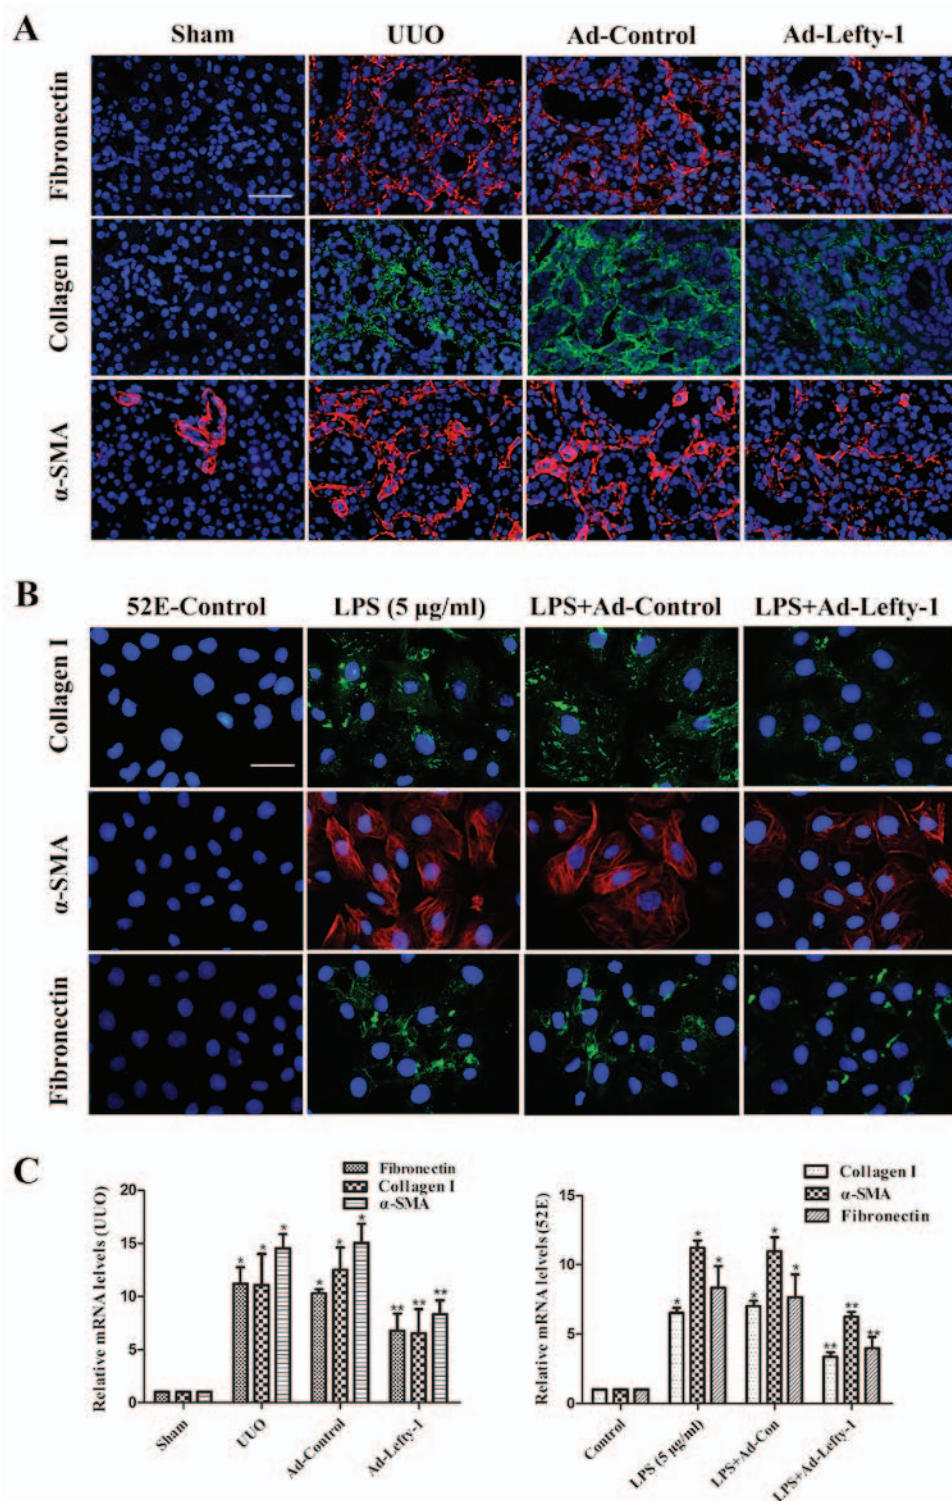 A
Sham UUO Ad-Control Ad-Lefty-1
Fibronectin
Collagen I
α-SMA
B
52E-Control LPS (5 μg/ml) LPS+Ad-Control LPS+Ad-Lefty-1
Collagen I
α-SMA
Fibronectin
C
Fibronectin
Collagen I
α-SMA
Relative mRNA lelvels (UUO)
20
15
10
5
0
* * *
* * *
** ** **
Sham
UUO
Ad-Control
Ad-Lefty-1
Collagen I
α-SMA
Fibronectin
Relative mRNA lelvels (52E)
15
10
5
0
* * *
* * *
** ** **
Control
LPS (5 μg/ml)
LPS+Ad-Con
LPS+Ad-Lefty-1